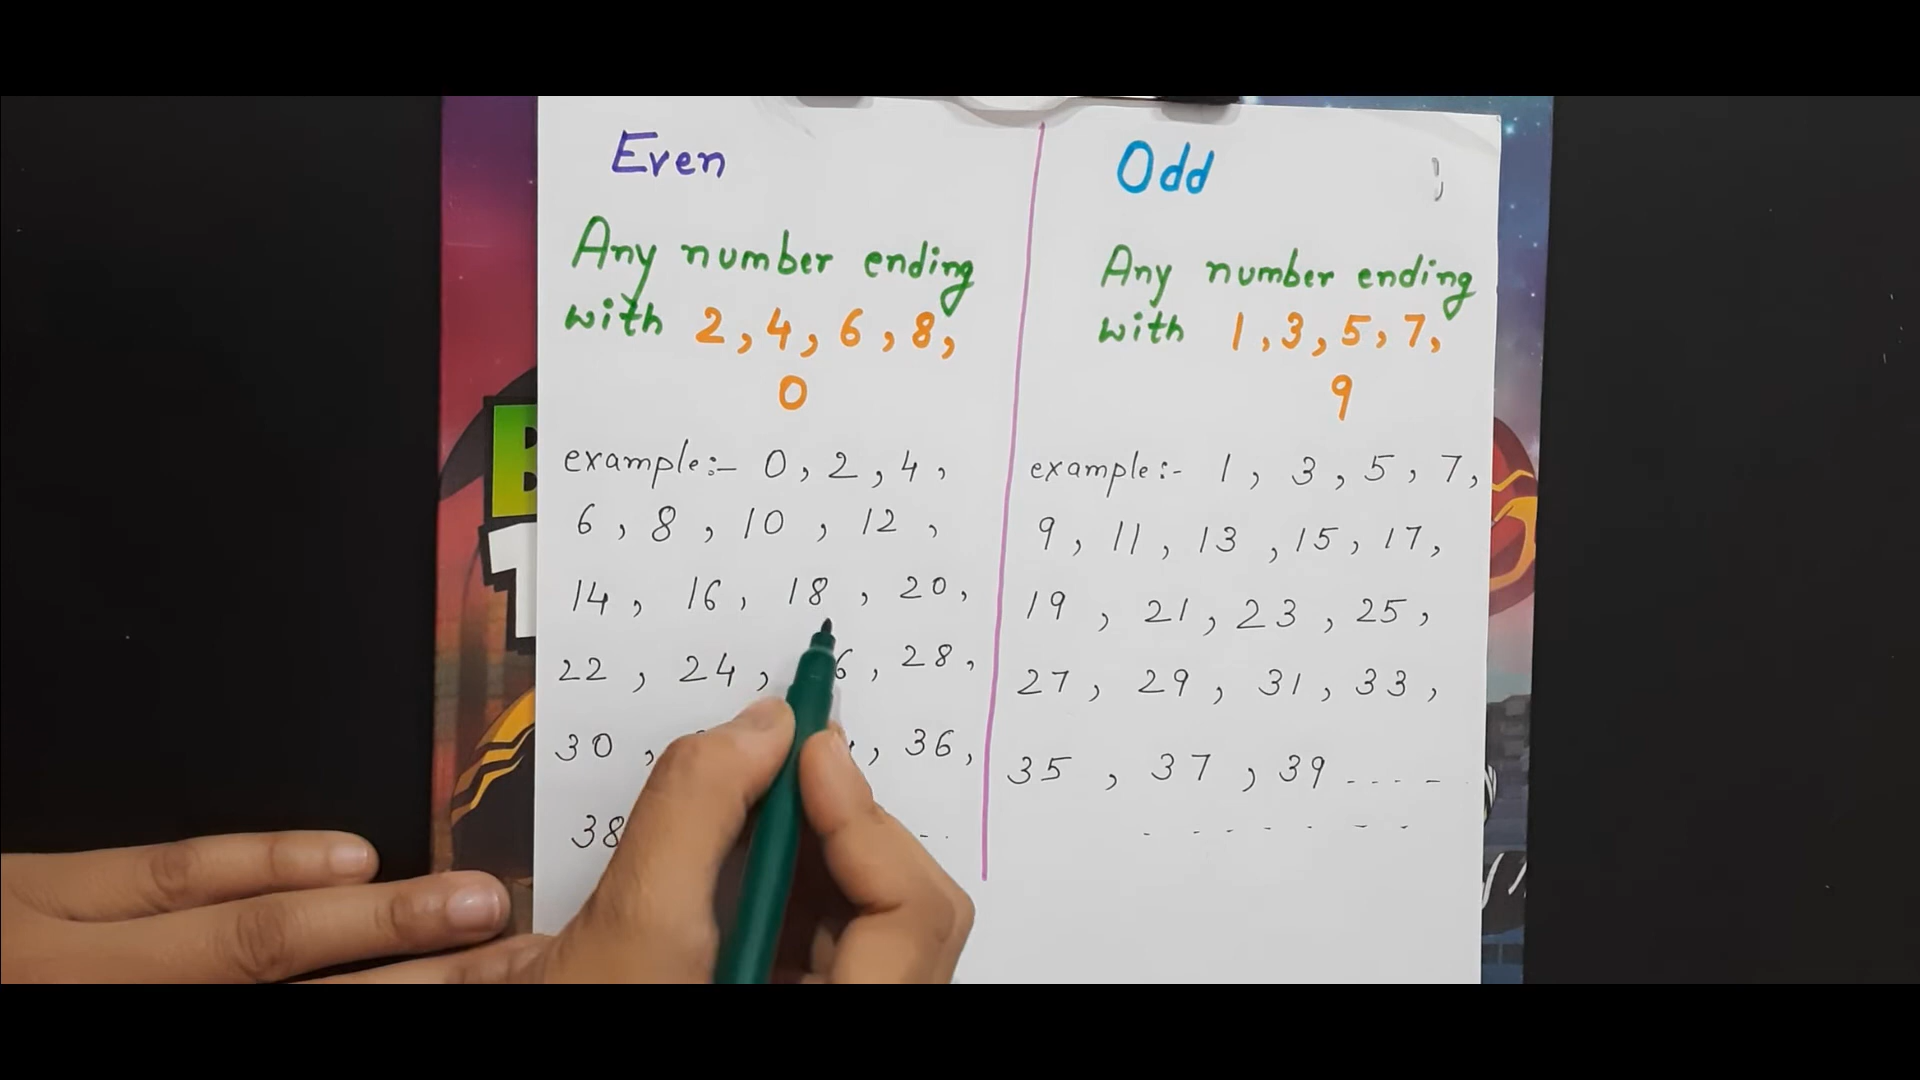 Even
Any number ending
with 2, 4, 6, 8,
0
example:- 0, 2, 4,
6, 8, 10, 12,
14, 16, 18, 20,
22, 24, 6, 28,
30, , 36,
38
Odd
Any number ending
with 1, 3, 5, 7,
9
example:- 1, 3, 5, 7,
9, 11, 13, 15, 17,
19, 21, 23, 25,
27, 29, 31, 33,
35, 37, 39 ----
- - - - - - -